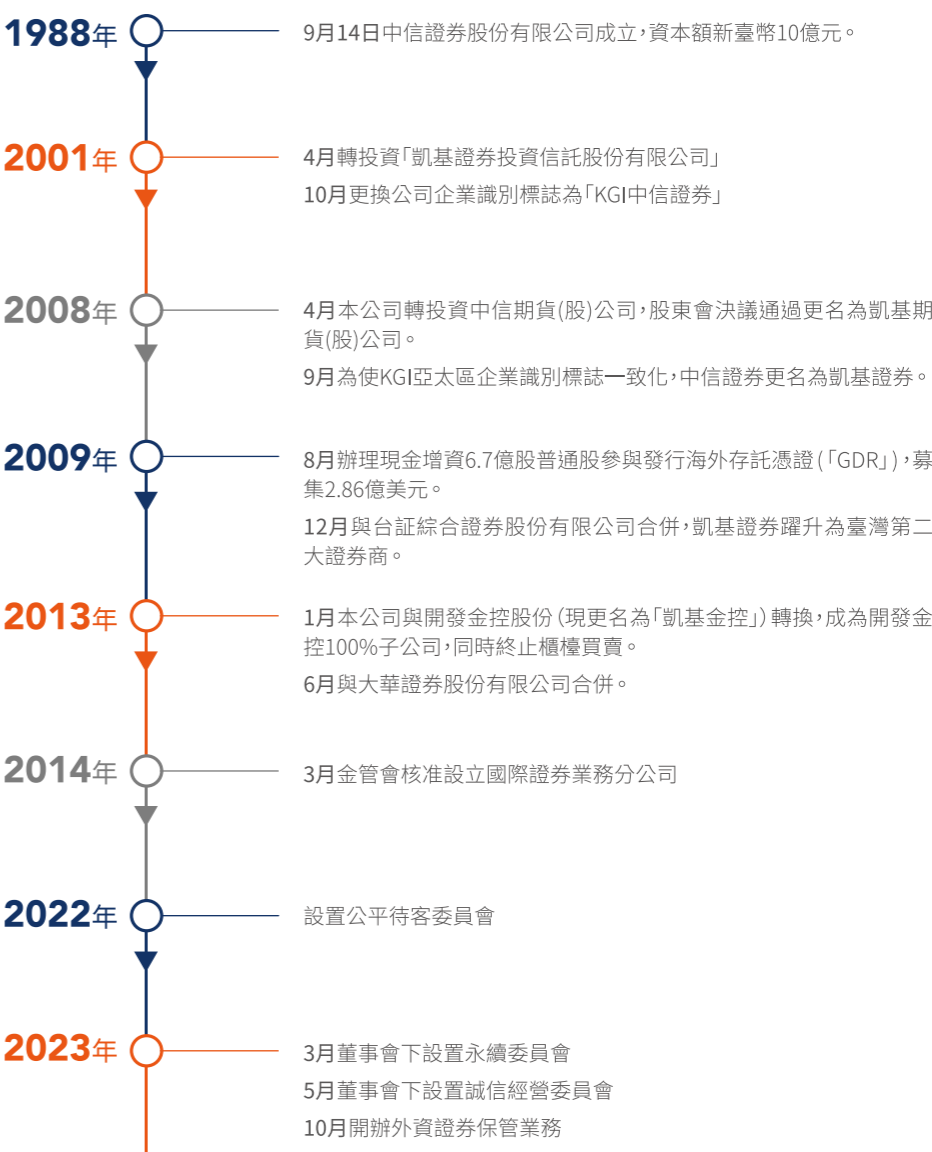 1988年
9月14日中信證券股份有限公司成立,資本額新臺幣10億元。
2001年
4月轉投資「凱基證券投資信託股份有限公司」
10月更換公司企業識別標誌為「KGI中信證券」
2008年
4月本公司轉投資中信期貨(股)公司,股東會決議通過更名為凱基期
貨(股)公司。
9月為使KGI亞太區企業識別標誌一致化,中信證券更名為凱基證券。
2009年
8月辦理現金增資6.7億股普通股參與發行海外存託憑證(「GDR」),募
集2.86億美元。
12月與台証綜合證券股份有限公司合併,凱基證券躍升為臺灣第二
大證券商。
2013年
1月本公司與開發金控股份(現更名為「凱基金控」)轉換,成為開發金
控100%子公司,同時終止櫃檯買賣。
6月與大華證券股份有限公司合併。
2014年
3月金管會核准設立國際證券業務分公司
2022年
設置公平待客委員會
2023年
3月董事會下設置永續委員會
5月董事會下設置誠信經營委員會
10月開辦外資證券保管業務